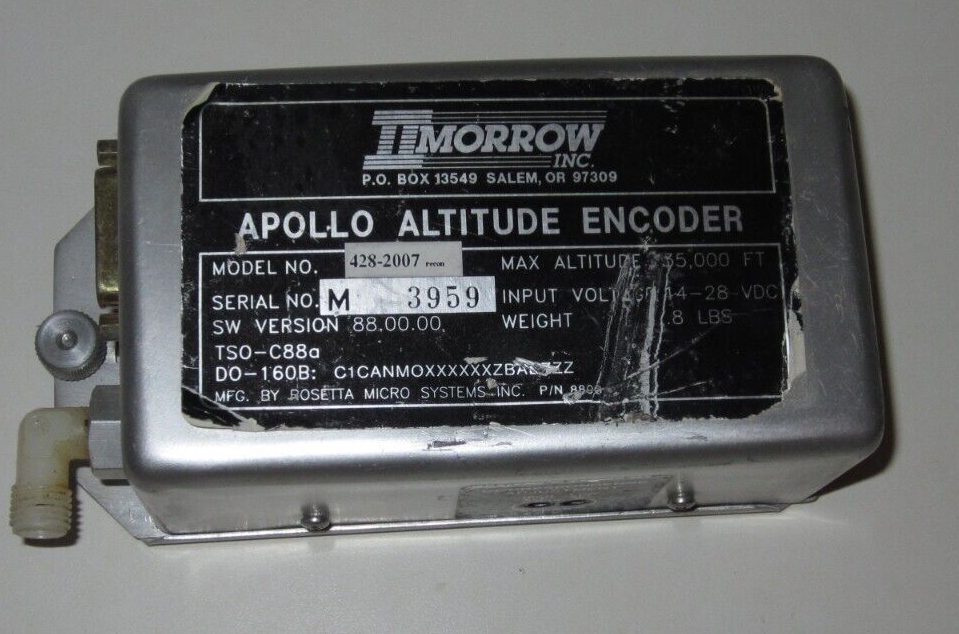 IIMORROW
INC.
P.O. BOX 13549 SALEM, OR 97309
APOLLO ALTITUDE ENCODER
MODEL NO. 428-2007 recon
MAX ALTITUDE 35,000 FT
SERIAL NO. M 3959
INPUT VOLTAGE 14-28 VDC
SW VERSION 88.00.00
WEIGHT .8 LBS
TSO-C88a
DO-160B:
MFG. BY ROSETTA MICRO SYSTEMS INC. P/N